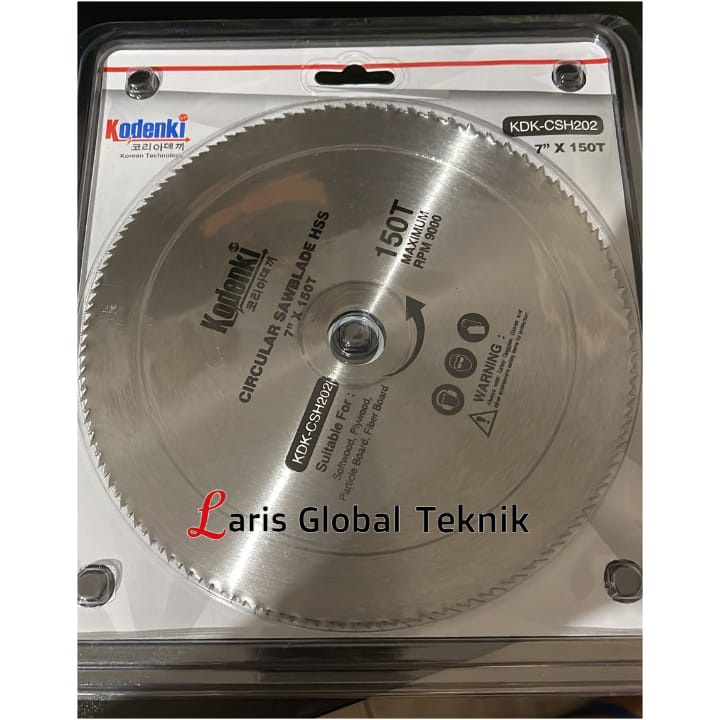 Kodenki
코리아데끼
Korean Technology
KDK-CSH202
7" X 150T
Kodenki
코리아데끼
CIRCULAR SAWBLADE HSS
7" X 150T
150T
MAXIMUM
RPM 9000
KDK-CSH202
Suitable For :
Softwood, Plywood,
Particle Board, Fiber Board
WARNING :
Laris Global Teknik